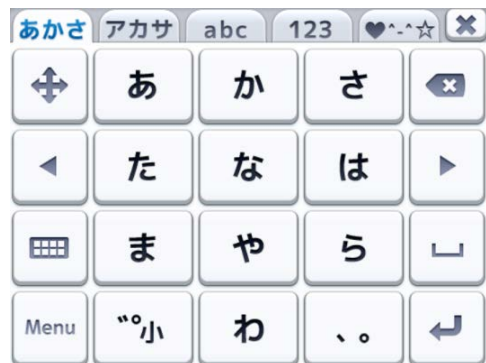 あかさ アカサ abc 123 ♥^-^☆
あ か さ
た な は
ま や ら
Menu ゛゜小 わ 、。